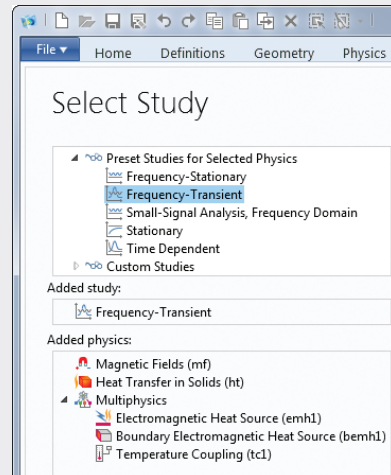 File
Home Definitions Geometry Physics
Select Study
Preset Studies for Selected Physics
Frequency-Stationary
Frequency-Transient
Small-Signal Analysis, Frequency Domain
Stationary
Time Dependent
Custom Studies
Added study:
Frequency-Transient
Added physics:
Magnetic Fields (mf)
Heat Transfer in Solids (ht)
Multiphysics
Electromagnetic Heat Source (emh1)
Boundary Electromagnetic Heat Source (bemh1)
Temperature Coupling (tc1)